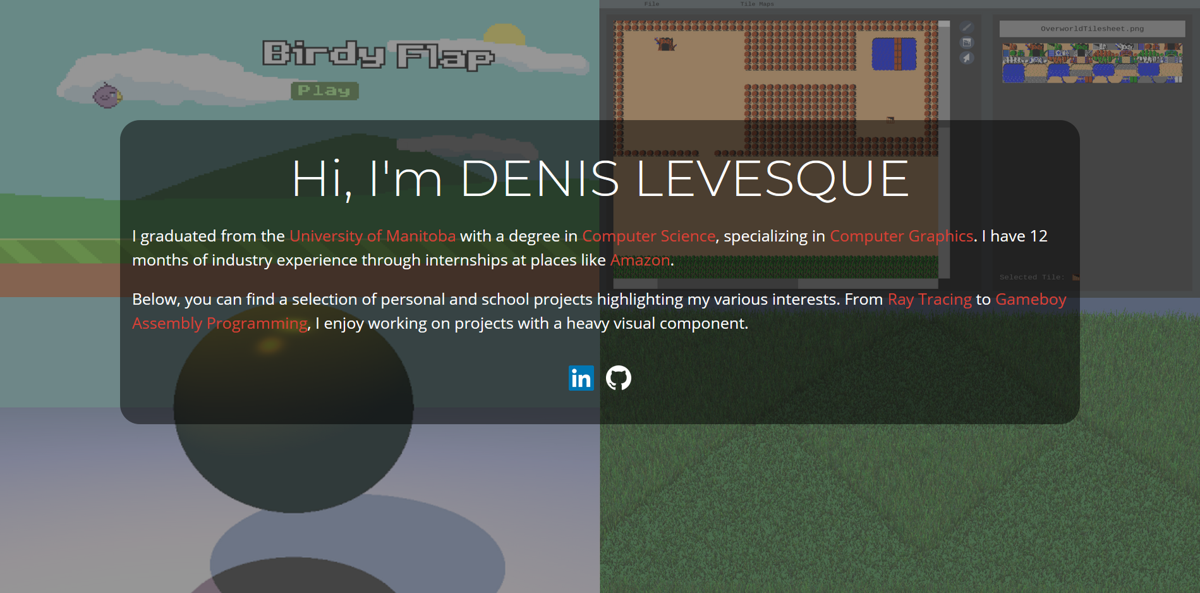 File Tile Maps
OverworldTilesheet.png
Birdy Flap
Play
Hi, I'm DENIS LEVESQUE
I graduated from the University of Manitoba with a degree in Computer Science, specializing in Computer Graphics. I have 12
months of industry experience through internships at places like Amazon.
Selected Tile:
Below, you can find a selection of personal and school projects highlighting my various interests. From Ray Tracing to Gameboy
Assembly Programming, I enjoy working on projects with a heavy visual component.
in